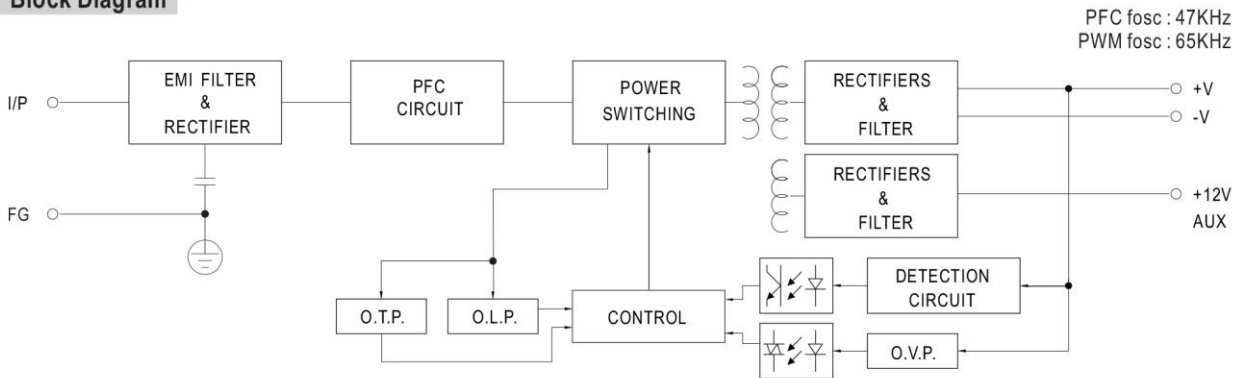 Block Diagram
PFC fosc : 47KHz
PWM fosc : 65KHz
I/P
EMI FILTER
&
RECTIFIER
PFC
CIRCUIT
POWER
SWITCHING
RECTIFIERS
&
FILTER
+V
-V
RECTIFIERS
&
FILTER
+12V
AUX
FG
DETECTION
CIRCUIT
O.T.P.
O.L.P.
CONTROL
O.V.P.